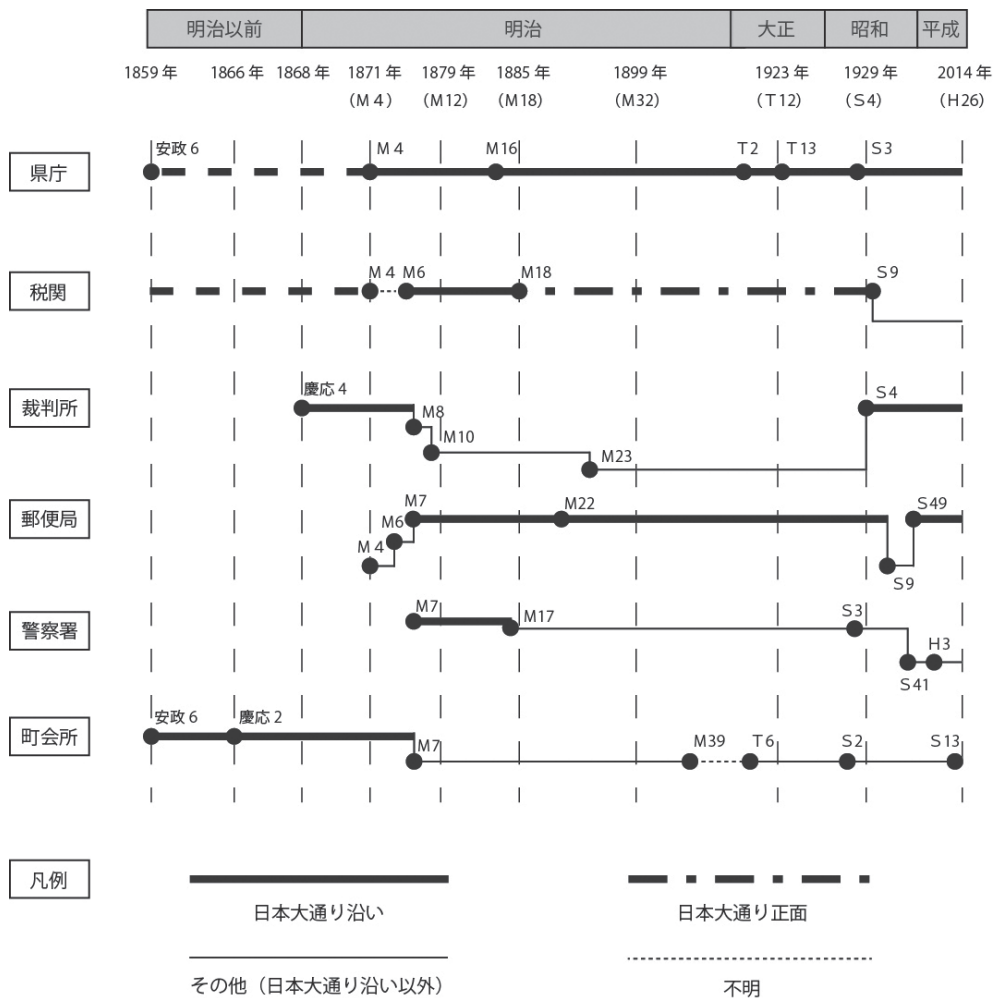 明治以前 明治 大正 昭和 平成
1859年 1866年 1868年 1871年 1879年 1885年 1899年 1923年 1929年 2014年
(M4) (M12) (M18) (M32) (T12) (S4) (H26)
県庁 安政6 M4 M16 T2 T13 S3
税関 M4 M6 M18 S9
裁判所 慶応4 M8 M10 M23 S4
郵便局 M4 M6 M7 M22 S9 S49
警察署 M7 M17 S3 S41 H3
町会所 安政6 慶応2 M7 M39 T6 S2 S13
凡例
日本大通り沿い 日本大通り正面
その他（日本大通り沿い以外） 不明